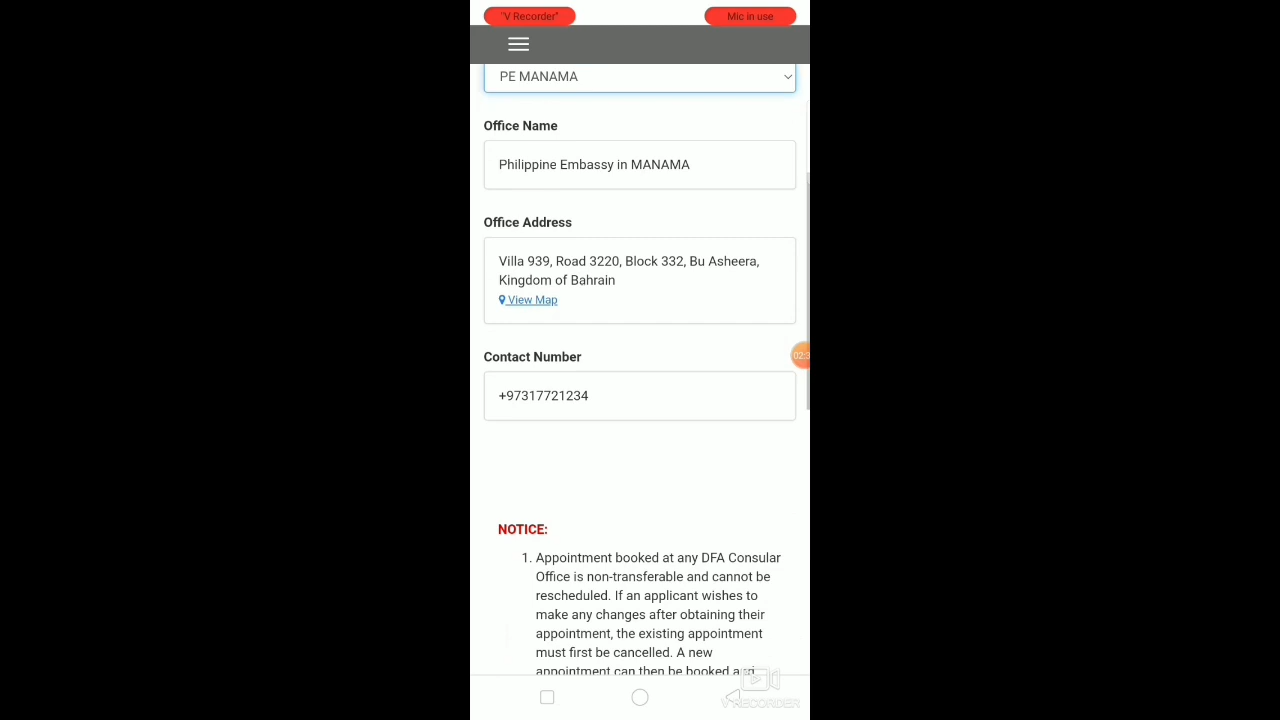 "V Recorder"
Mic in use
PE MANAMA
Office Name
Philippine Embassy in MANAMA
Office Address
Villa 939, Road 3220, Block 332, Bu Asheera,
Kingdom of Bahrain
View Map
Contact Number
+97317721234
NOTICE:
1. Appointment booked at any DFA Consular
Office is non-transferable and cannot be
rescheduled. If an applicant wishes to
make any changes after obtaining their
appointment, the existing appointment
must first be cancelled. A new
appointment can then be booked
V RECORDER